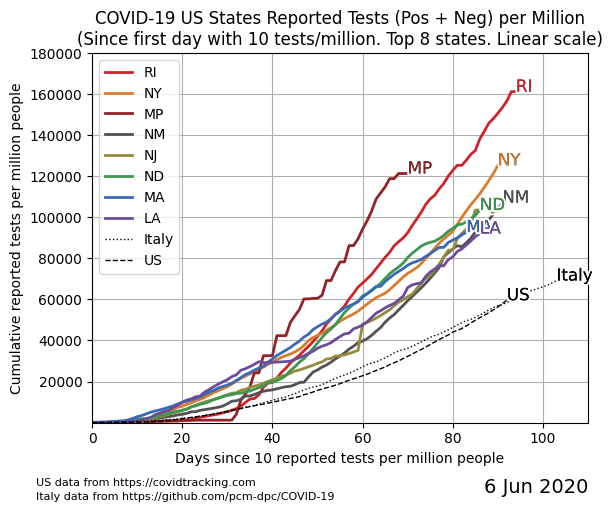 COVID-19 US States Reported Tests (Pos + Neg) per Million
(Since first day with 10 tests/million. Top 8 states. Linear scale)
Cumulative reported tests per million people
180000
160000
140000
120000
100000
80000
60000
40000
20000
RI
NY
MP
NM
NJ
ND
MA
LA
Italy
US
RI
MP
NY
NM
ND
LA
Italy
US
0
20
40
60
80
100
Days since 10 reported tests per million people
US data from https://covidtracking.com
Italy data from https://github.com/pcm-dpc/COVID-19
6 Jun 2020